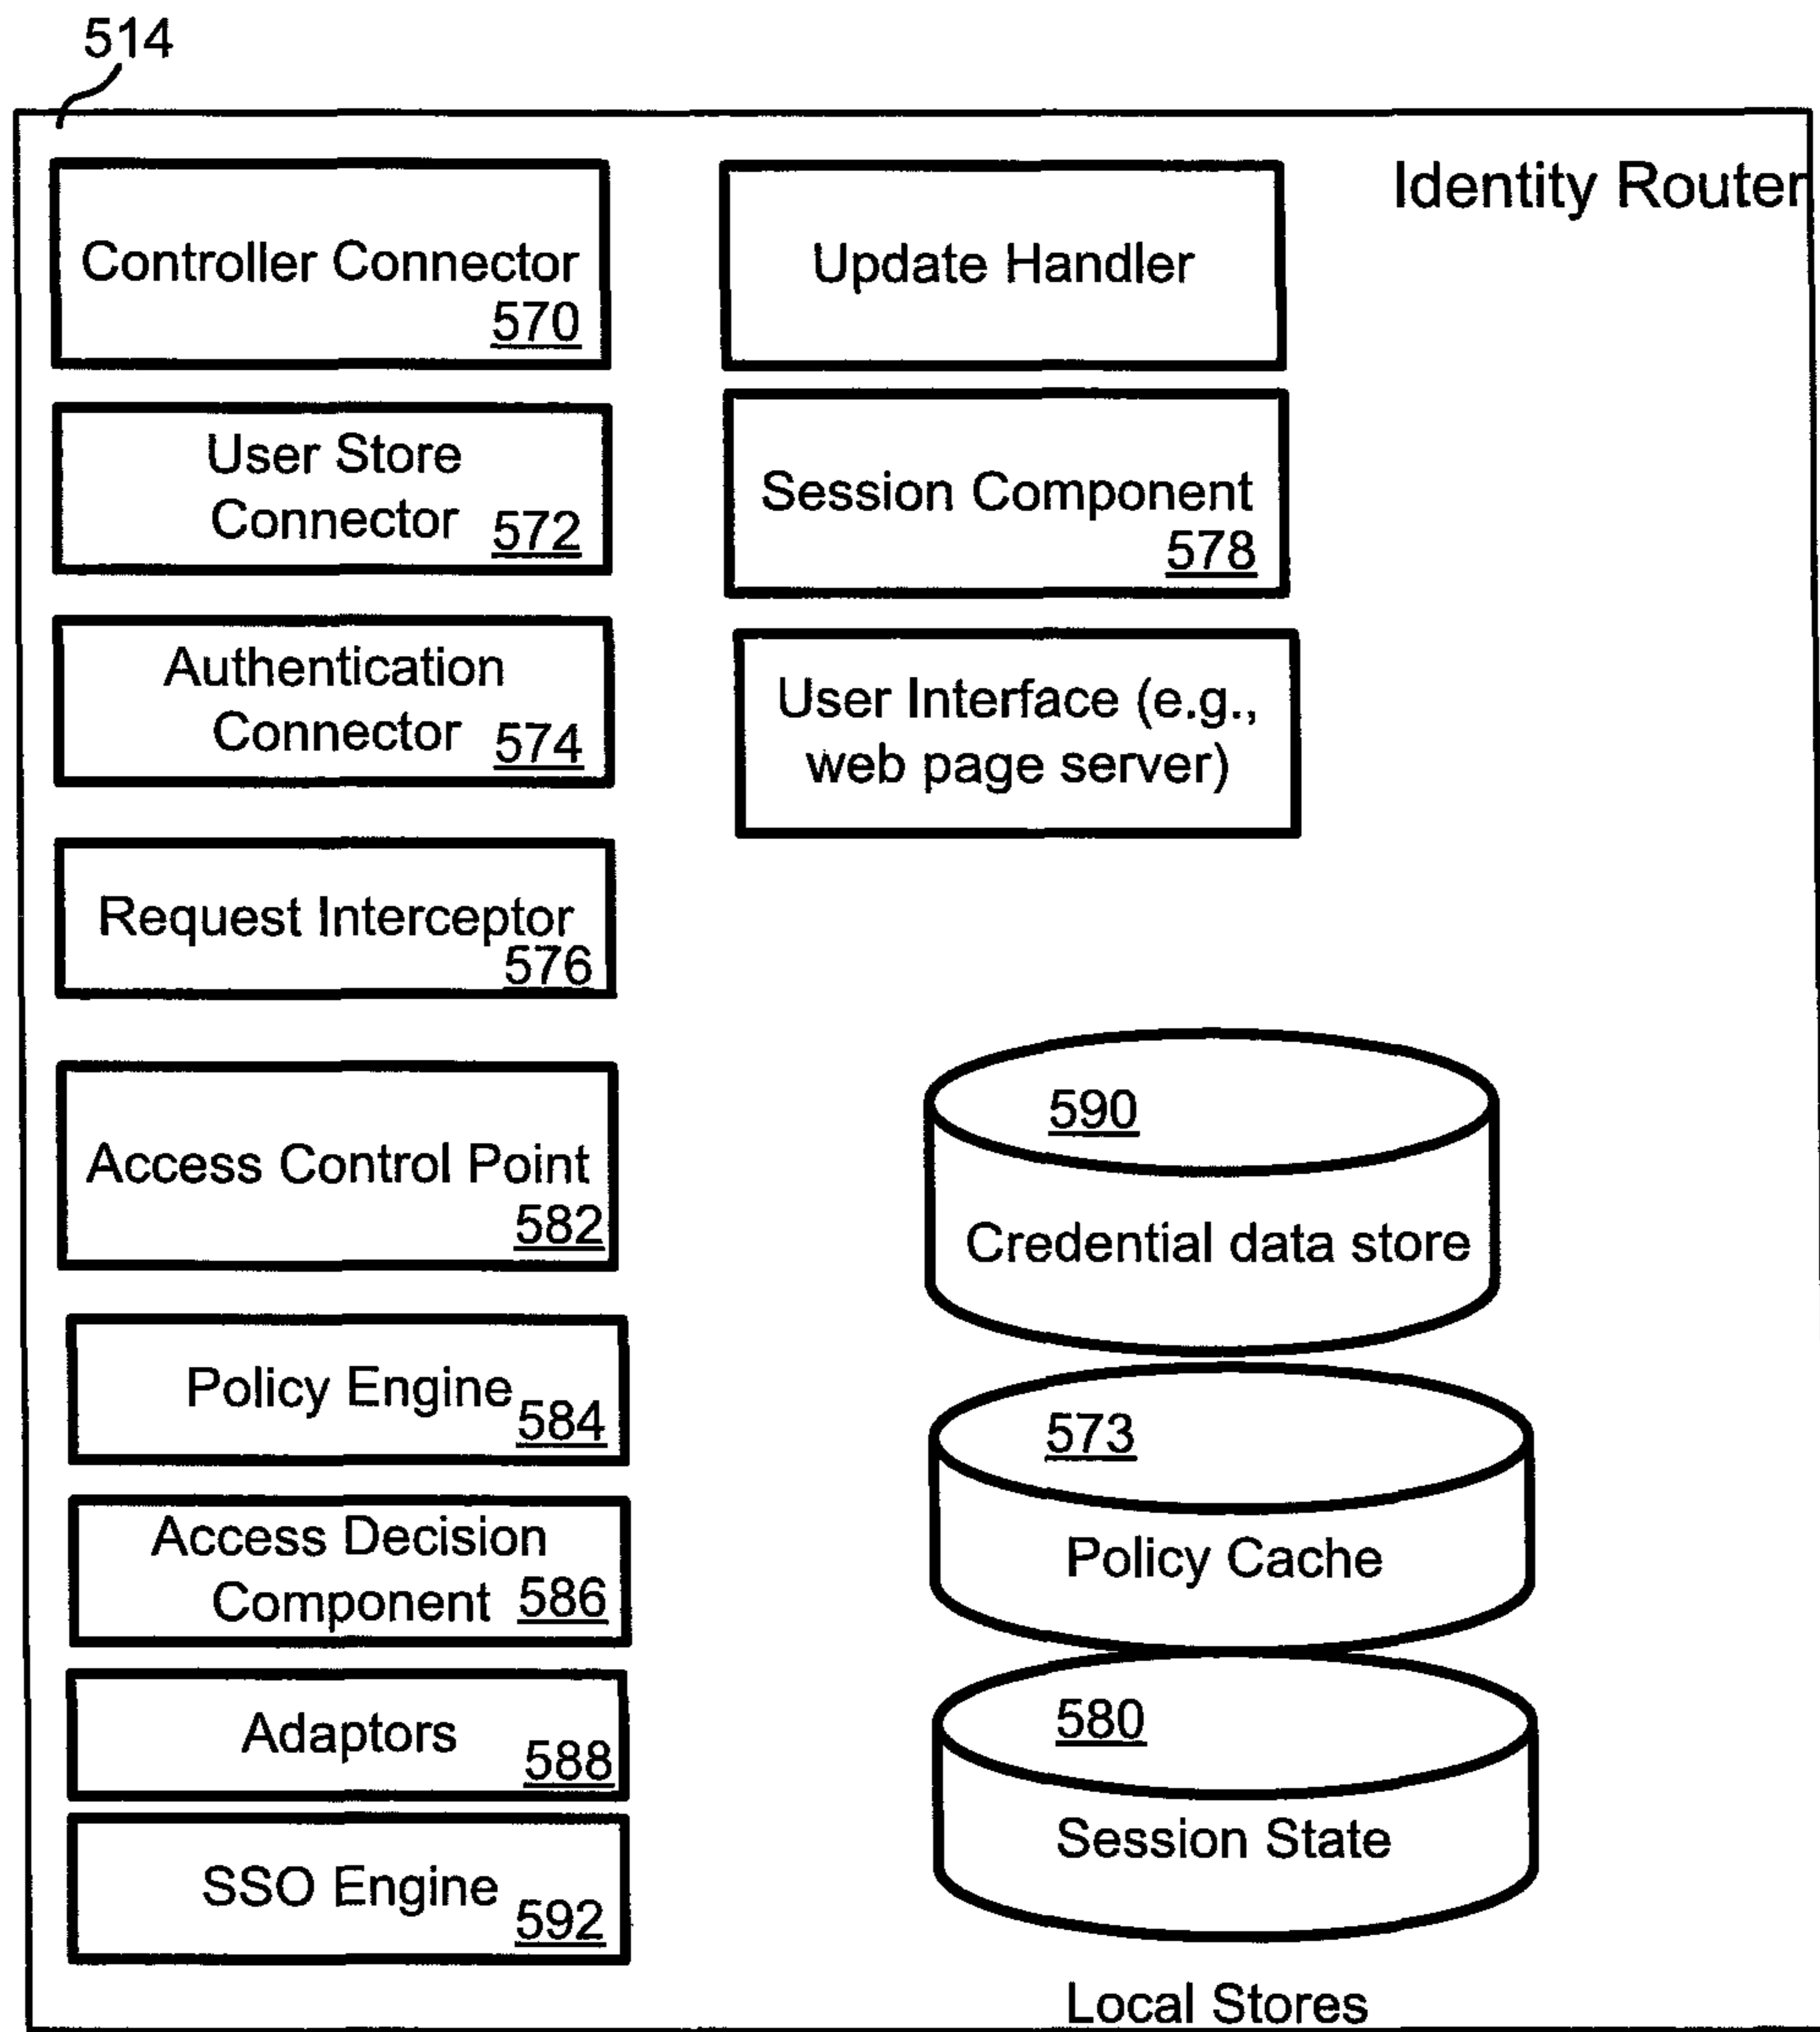 514
Identity Router
Controller Connector
570
Update Handler
User Store
Connector 572
Session Component
578
Authentication
Connector 574
User Interface (e.g.,
web page server)
Request Interceptor
576
Access Control Point
582
590
Credential data store
Policy Engine 584
573
Policy Cache
Access Decision
Component 586
Adaptors 588
580
Session State
SSO Engine 592
Local Stores